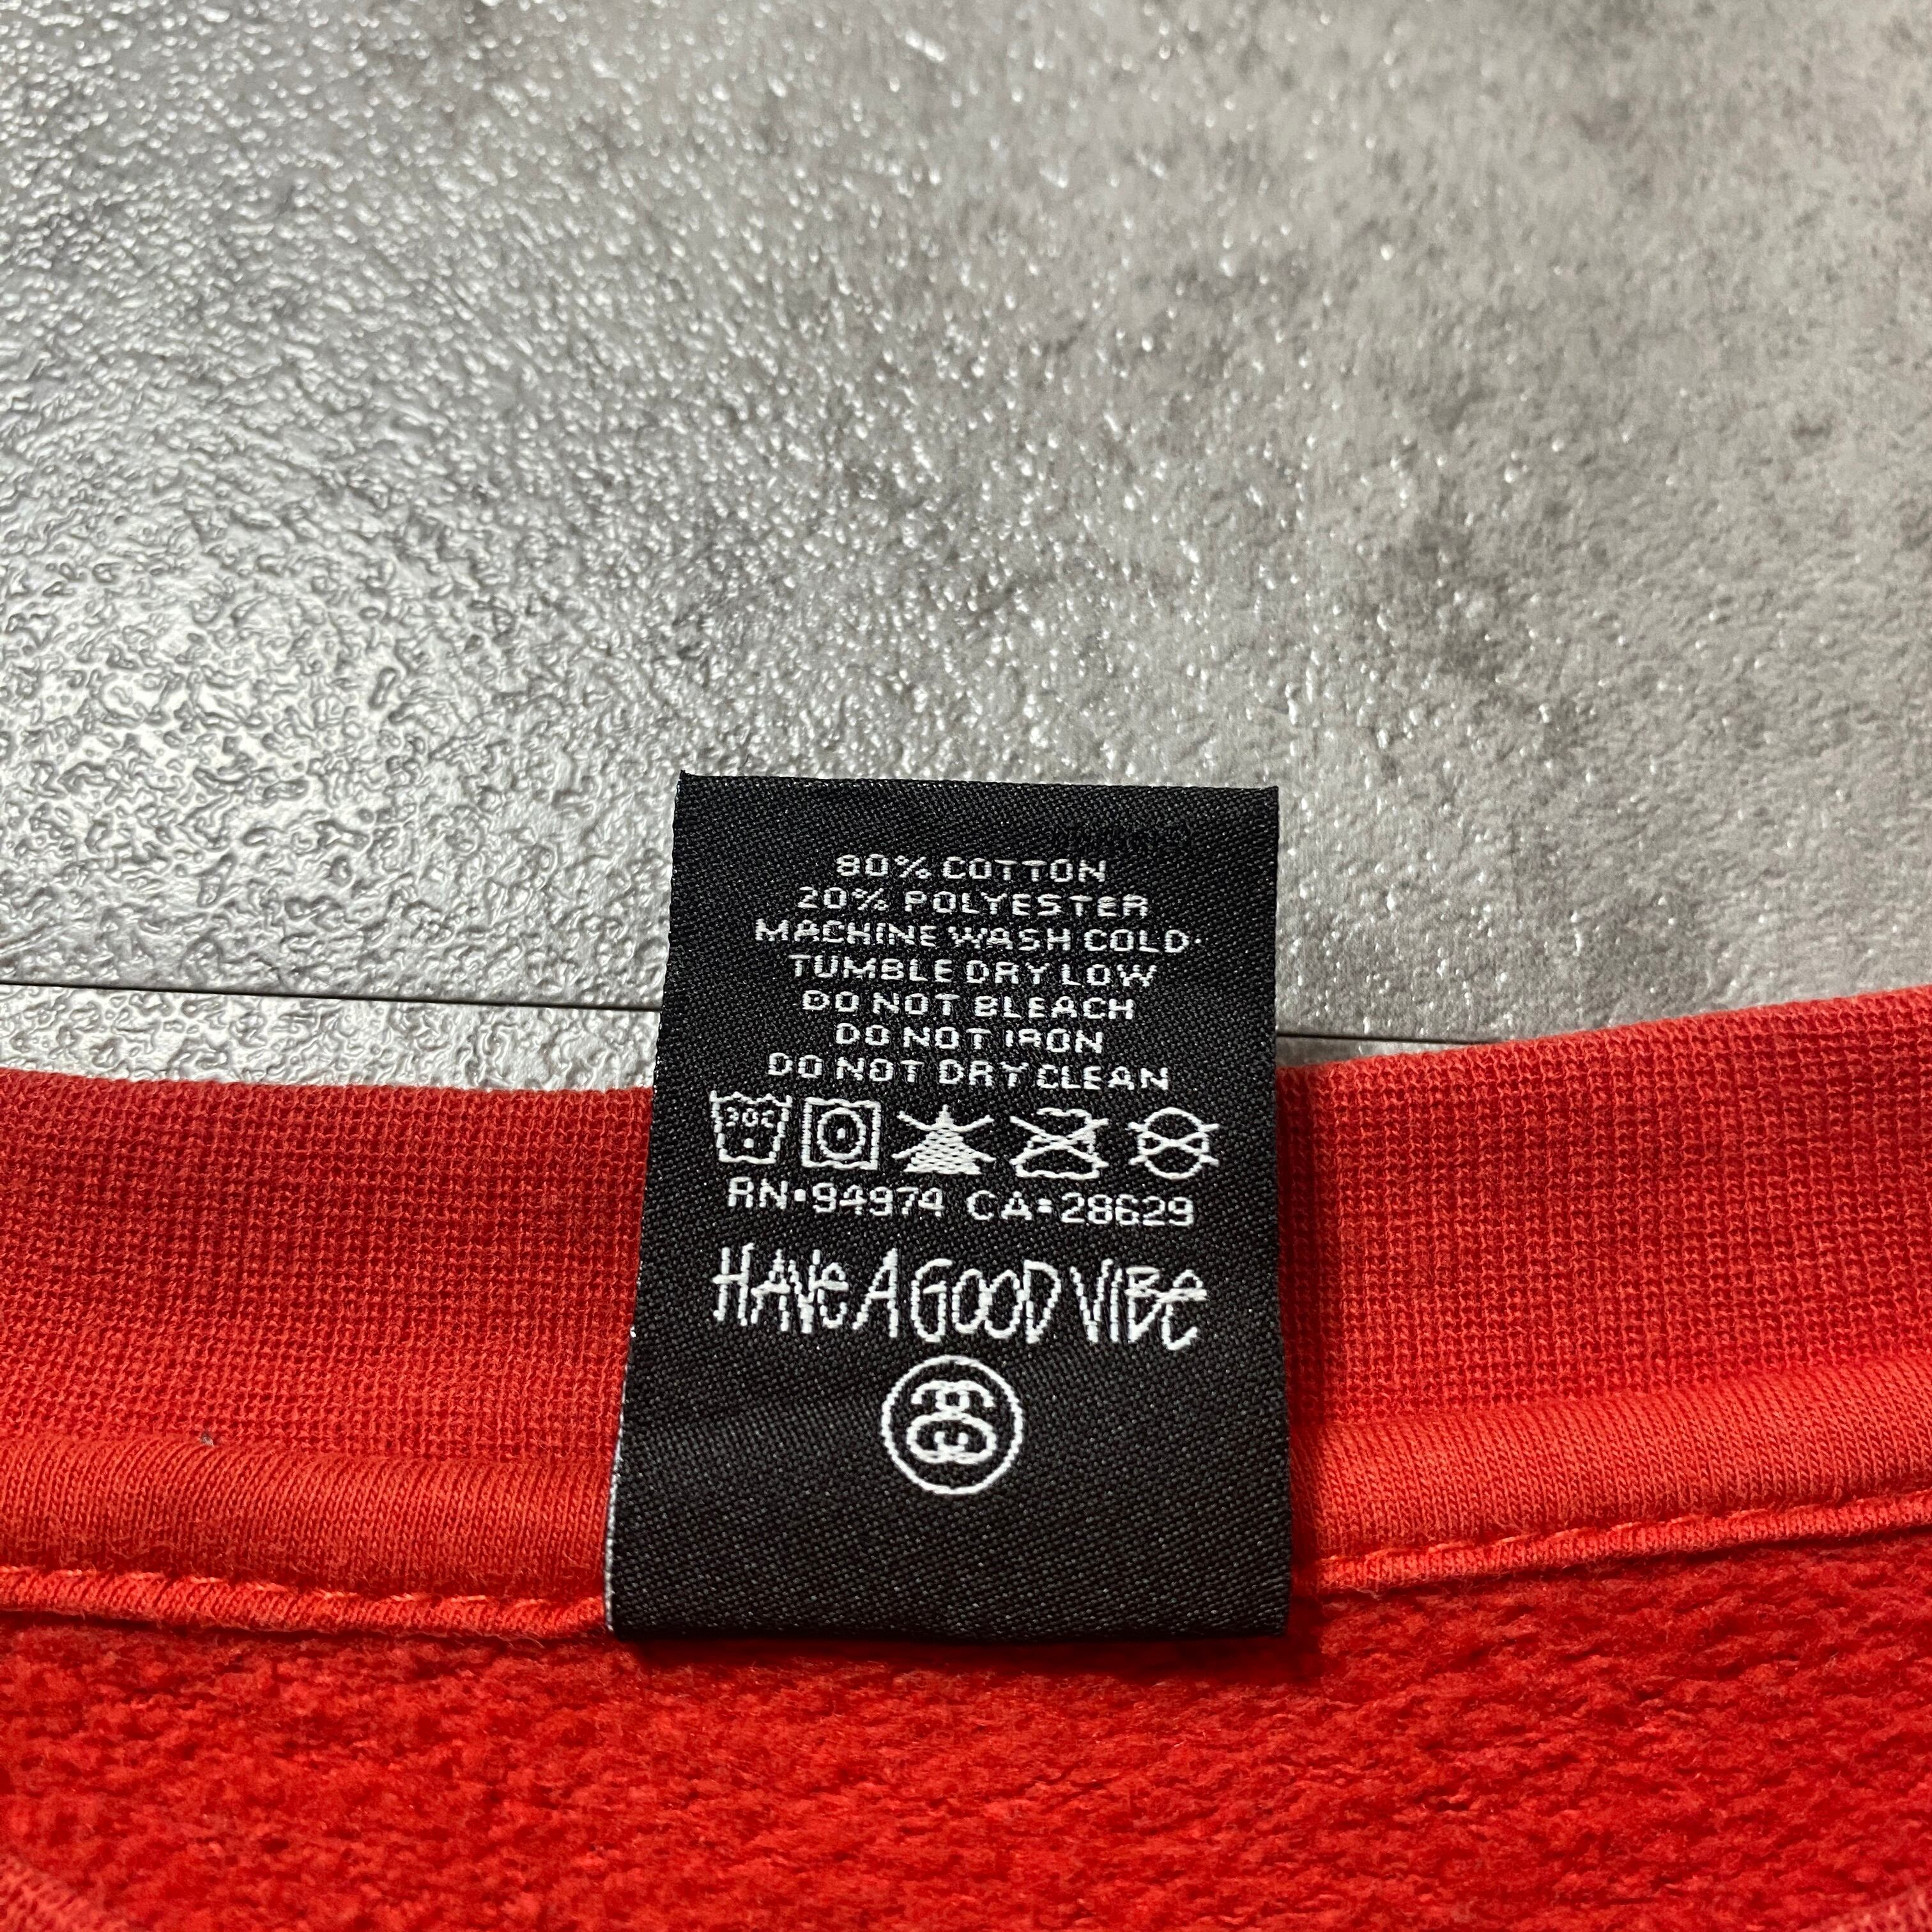 80% COTTON
20% POLYESTER
MACHINE WASH COLD
TUMBLE DRY LOW
DO NOT BLEACH
DO NOT IRON
DO NOT DRY CLEAN
30C
RN•94974 CA:28629
HAVE A GOOD VIBE